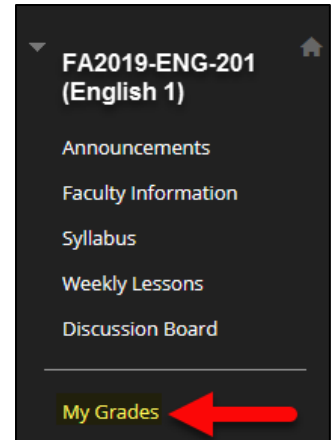 FA2019-ENG-201
(English 1)
Announcements
Faculty Information
Syllabus
Weekly Lessons
Discussion Board
My Grades